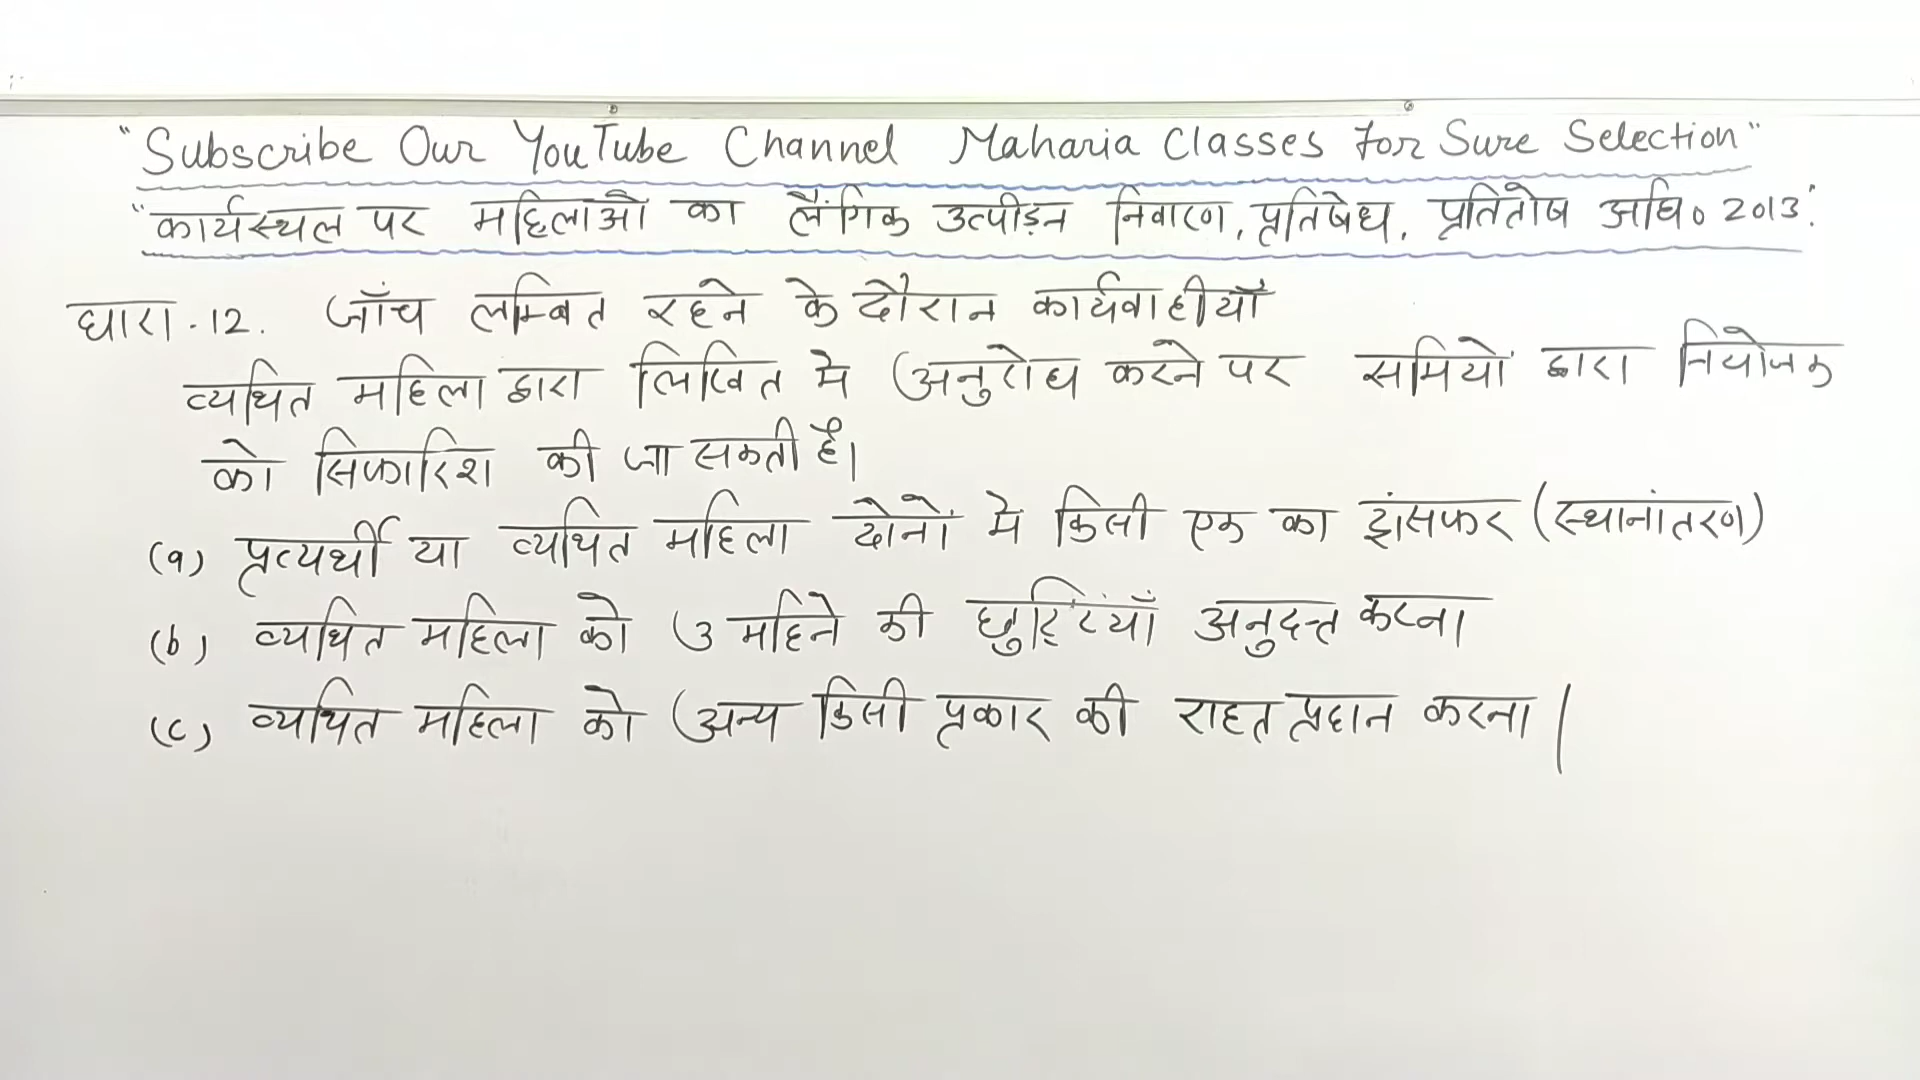 "Subscribe Our YouTube Channel Maharia Classes For Sure Selection"
"कार्यस्थल पर महिलाओं का लैंगिक उत्पीड़न निवारण, प्रतिषेध, प्रतितोष अधि० 2013."
धारा-12. जाँच लम्बित रहने के दौरान कार्यवाहीयाँ
व्यथित महिला द्वारा लिखित मे अनुरोध करने पर समियों द्वारा नियोजक
को सिफारिश की जा सकती है।
(a) प्रत्यर्थी या व्यथित महिला दोनों मे किसी एक का ट्रांसफर (स्थानांतरण)
(b) व्यथित महिला को 3 महिने की छुट्टियाँ अनुदत्त करना
(c) व्यथित महिला को अन्य किसी प्रकार की राहत प्रदान करना।